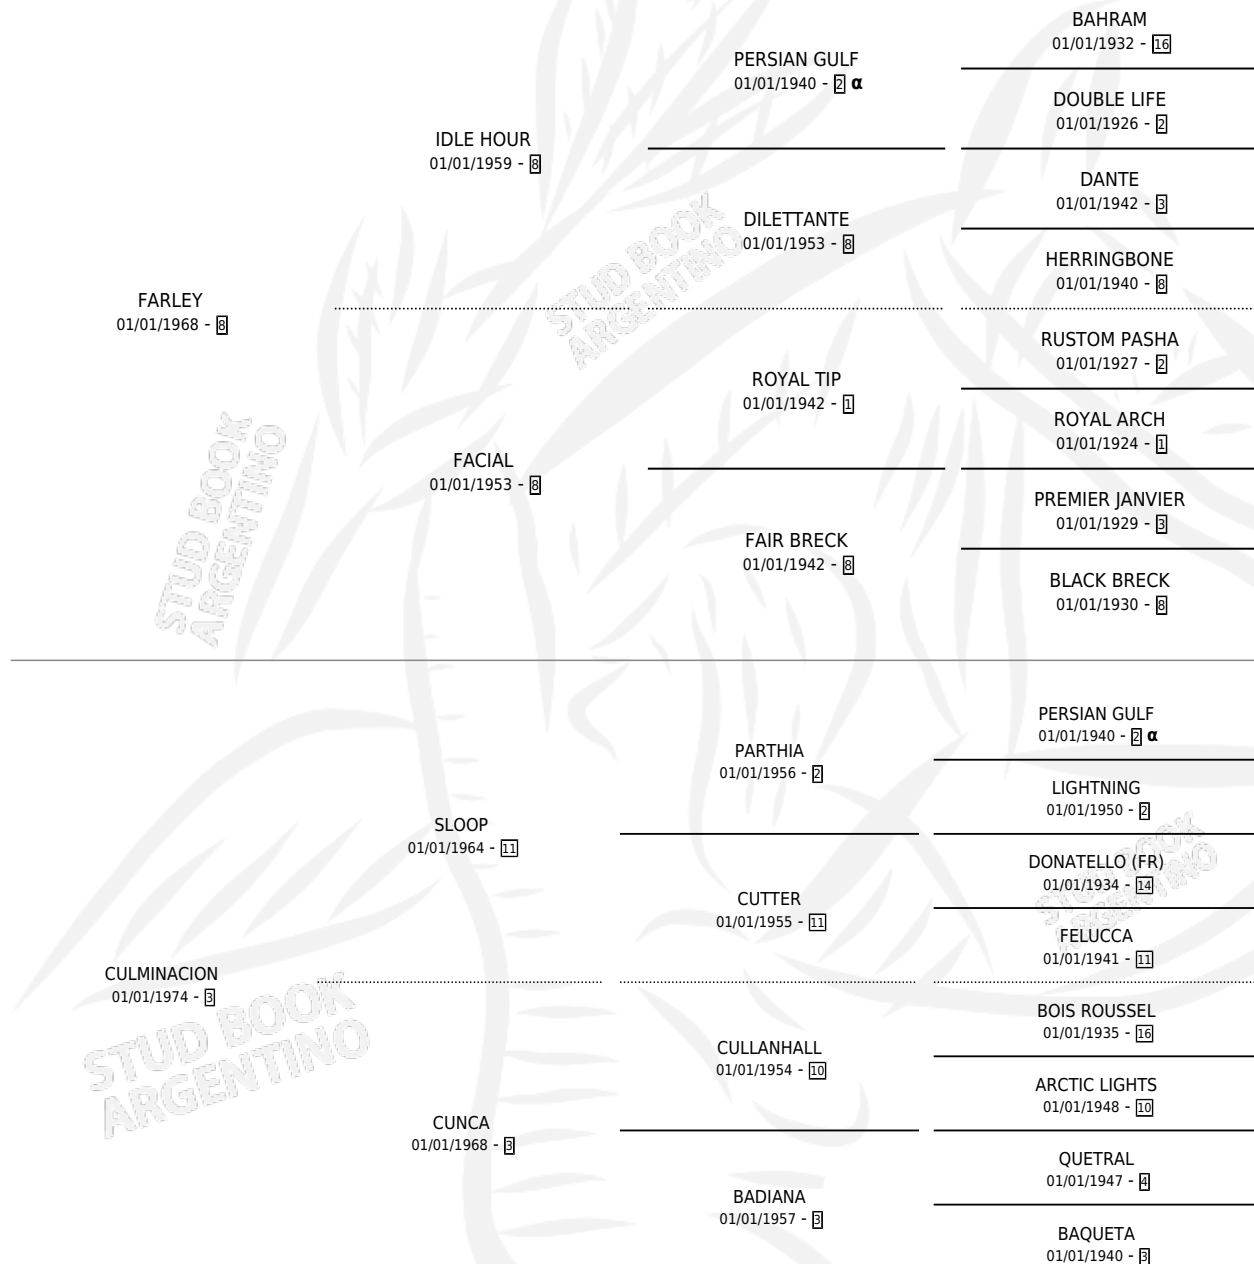 BAHRAM
01/01/1932 - 16
PERSIAN GULF
01/01/1940 - 2 α
DOUBLE LIFE
01/01/1926 - 2
IDLE HOUR
01/01/1959 - 8
DANTE
01/01/1942 - 3
DILETTANTE
01/01/1953 - 8
HERRINGBONE
01/01/1940 - 8
FARLEY
01/01/1968 - 8
STUD BOOK
ARGENTINO
RUSTOM PASHA
01/01/1927 - 2
ROYAL TIP
01/01/1942 - 1
ROYAL ARCH
01/01/1924 - 1
FACIAL
01/01/1953 - 8
PREMIER JANVIER
01/01/1929 - 3
FAIR BRECK
01/01/1942 - 8
BLACK BRECK
01/01/1930 - 8
STUD BOOK
ARGENTINO
PERSIAN GULF
01/01/1940 - 2 α
PARTHIA
01/01/1956 - 2
LIGHTNING
01/01/1950 - 2
SLOOP
01/01/1964 - 11
DONATELLO (FR)
01/01/1934 - 14
STUD BOOK
ARGENTINO
CUTTER
01/01/1955 - 11
FELUCCA
01/01/1941 - 11
CULMINACION
01/01/1974 - 3
STUD BOOK
ARGENTINO
BOIS ROUSSEL
01/01/1935 - 16
CULLANHALL
01/01/1954 - 10
ARCTIC LIGHTS
01/01/1948 - 10
CUNCA
01/01/1968 - 3
QUETRAL
01/01/1947 - 4
BADIANA
01/01/1957 - 3
BAQUETA
01/01/1940 - 3